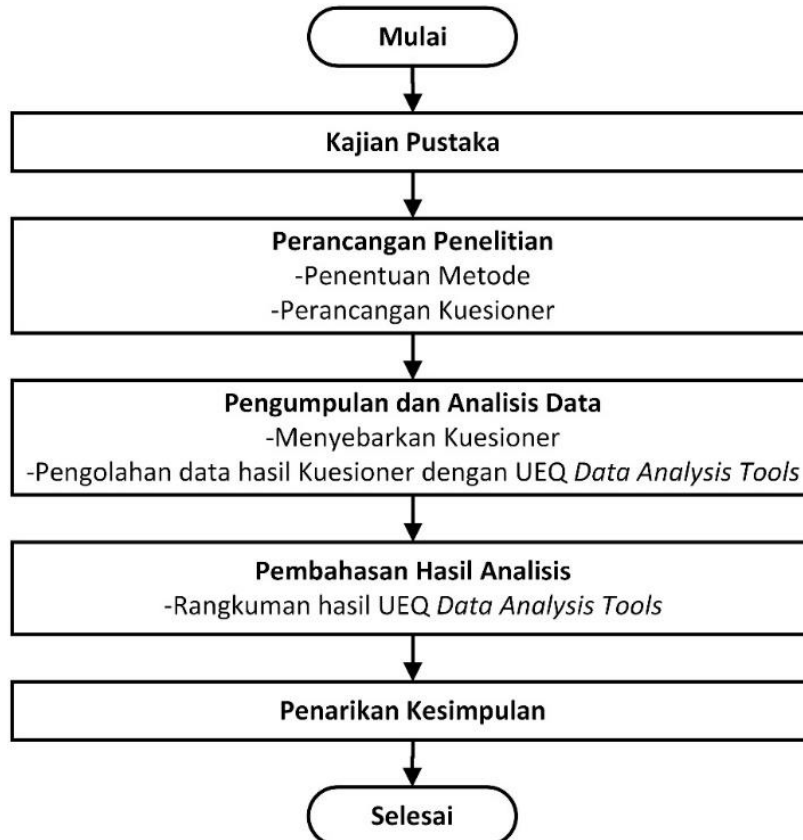 Mulai
Kajian Pustaka
Perancangan Penelitian
-Penentuan Metode
-Perancangan Kuesioner
Pengumpulan dan Analisis Data
-Menyebarkan Kuesioner
-Pengolahan data hasil Kuesioner dengan UEQ Data Analysis Tools
Pembahasan Hasil Analisis
-Rangkuman hasil UEQ Data Analysis Tools
Penarikan Kesimpulan
Selesai